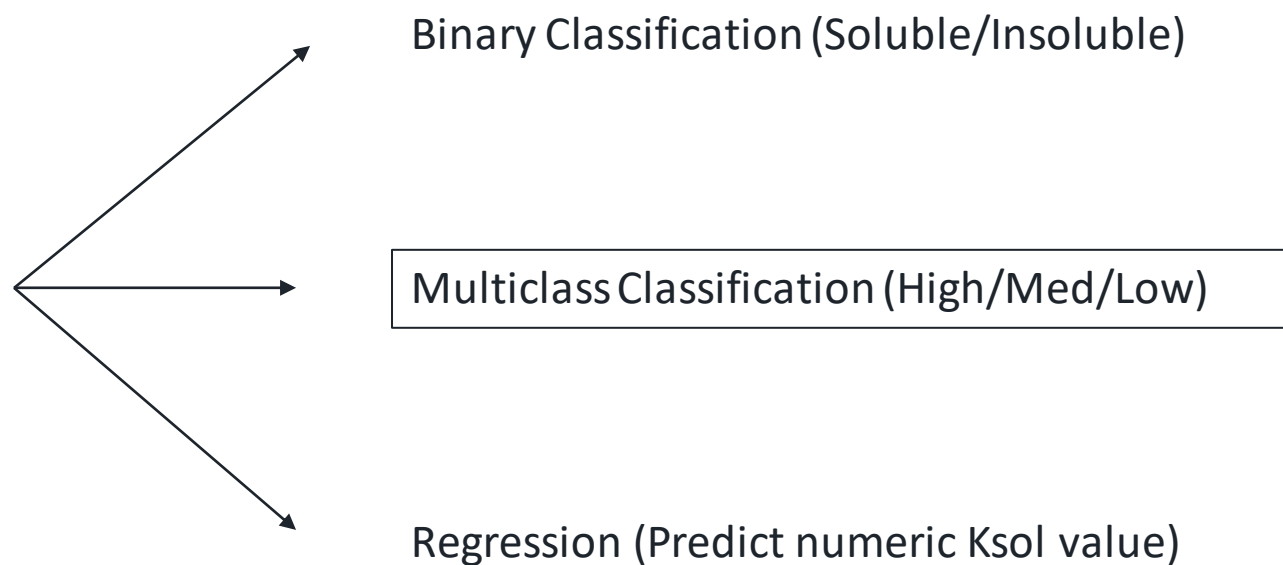 Binary Classification (Soluble/Insoluble)
Multiclass Classification (High/Med/Low)
Regression (Predict numeric Ksol value)